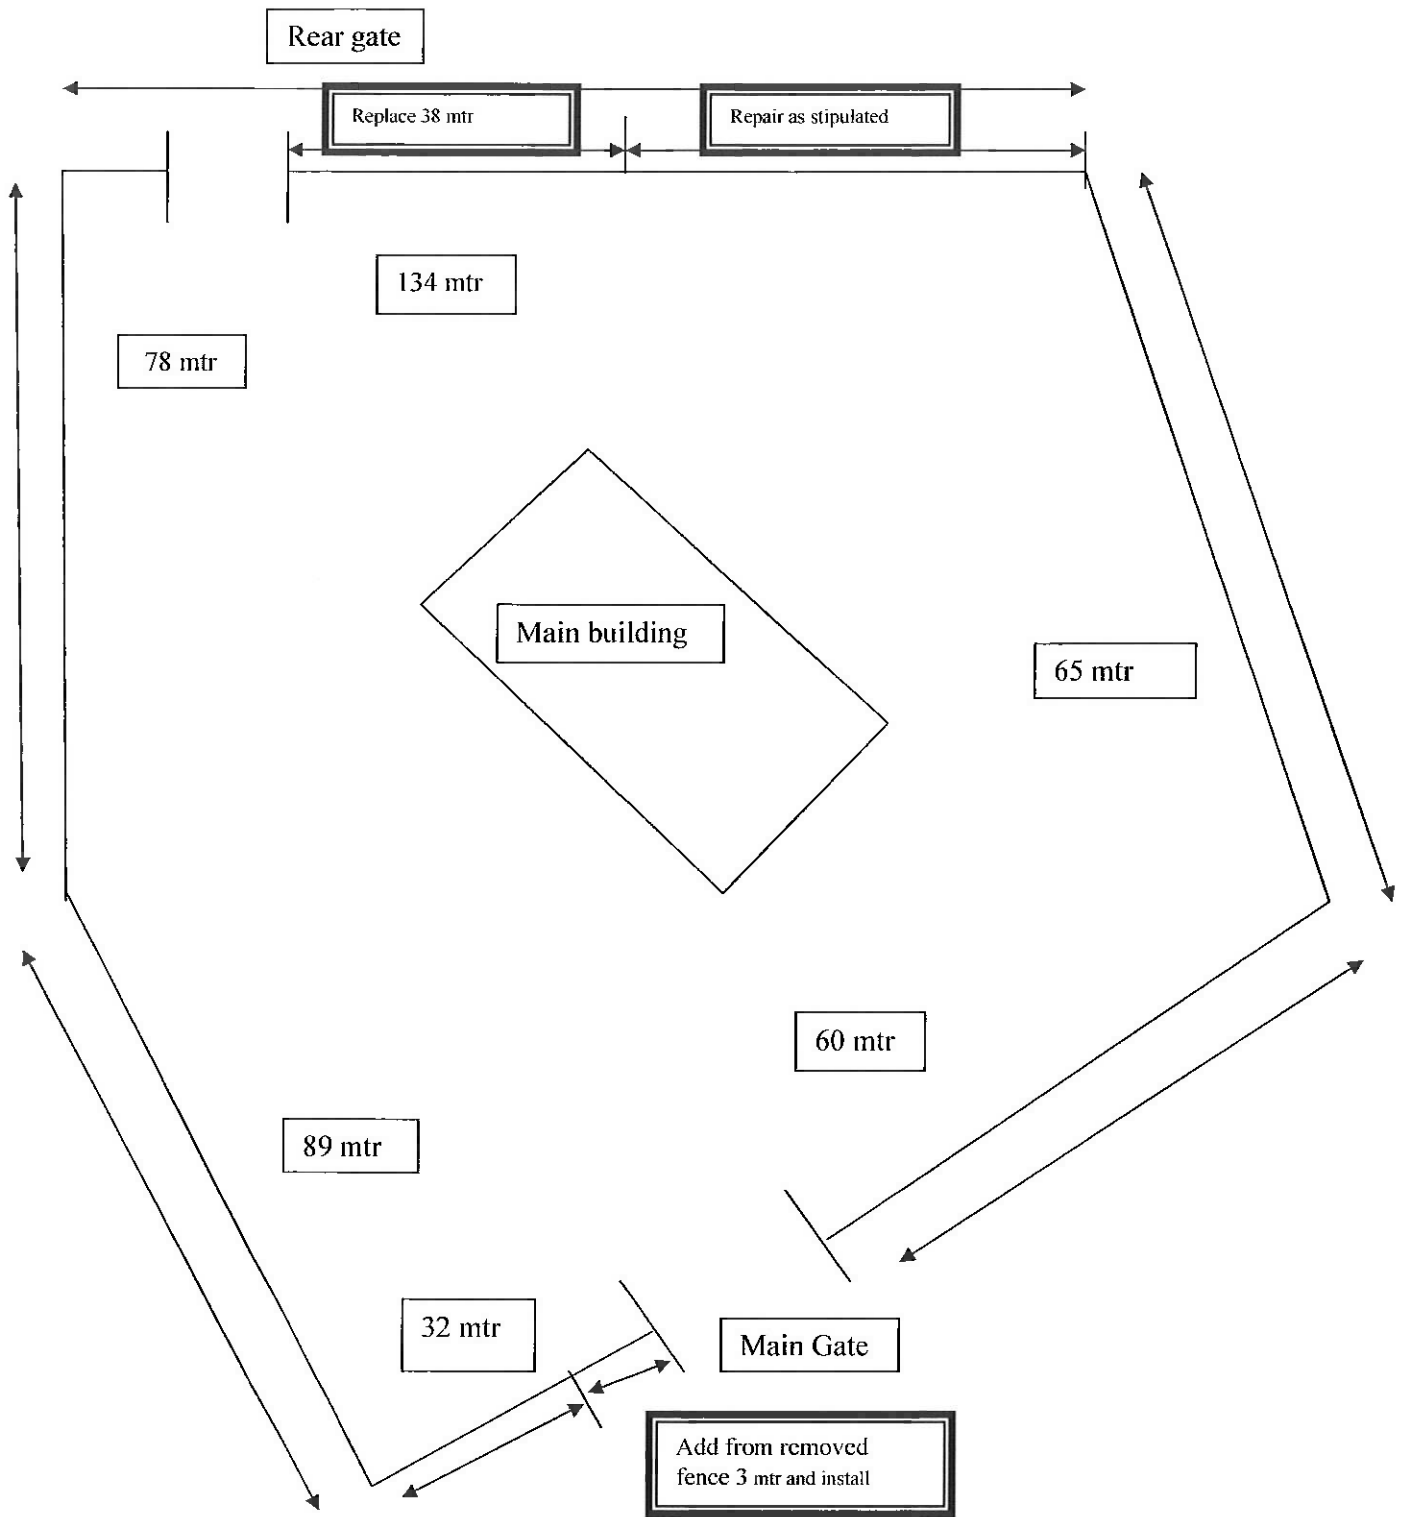 Rear gate
Replace 38 mtr
Repair as stipulated
134 mtr
78 mtr
Main building
65 mtr
60 mtr
89 mtr
32 mtr
Main Gate
Add from removed
fence 3 mtr and install